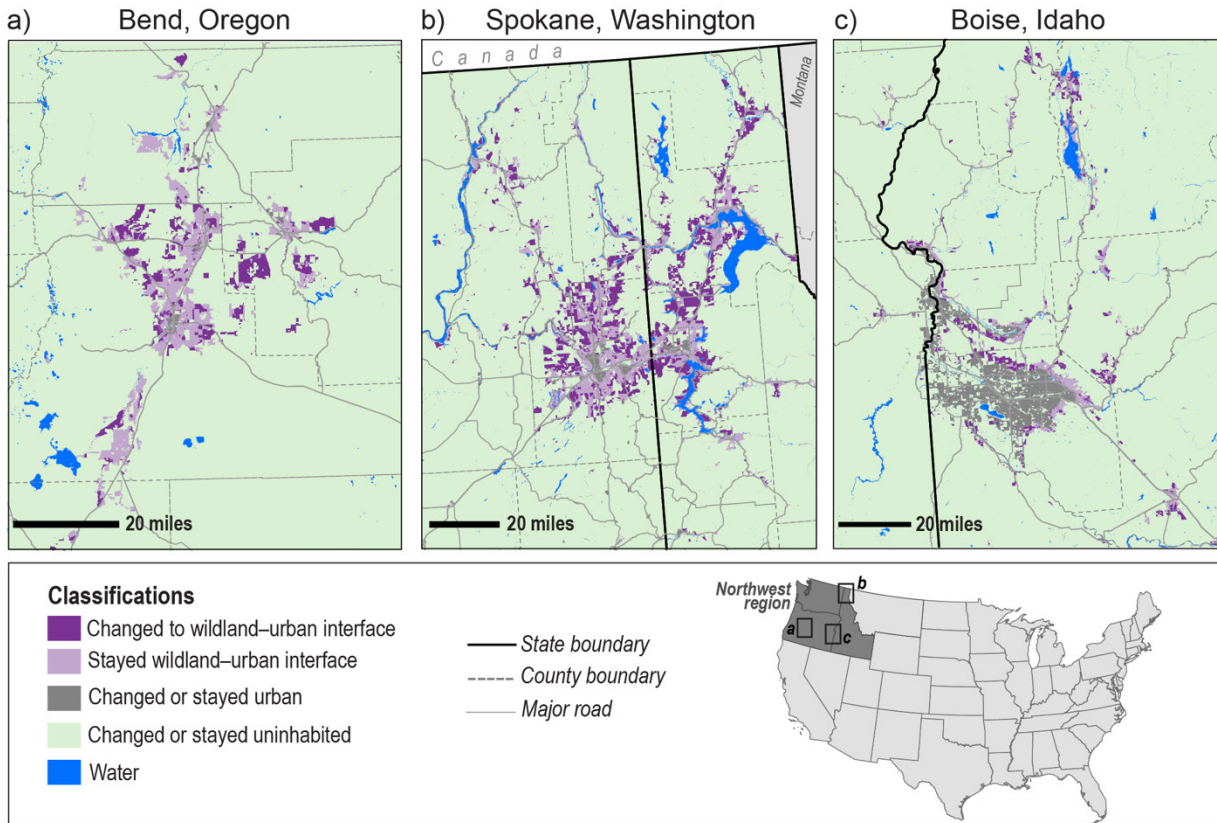 a) Bend, Oregon
b) Spokane, Washington
c) Boise, Idaho
Canada
Montana
20 miles
20 miles
20 miles
Classifications
Changed to wildland–urban interface
Stayed wildland–urban interface
Changed or stayed urban
Changed or stayed uninhabited
Water
State boundary
County boundary
Major road
Northwest
region
a
b
c